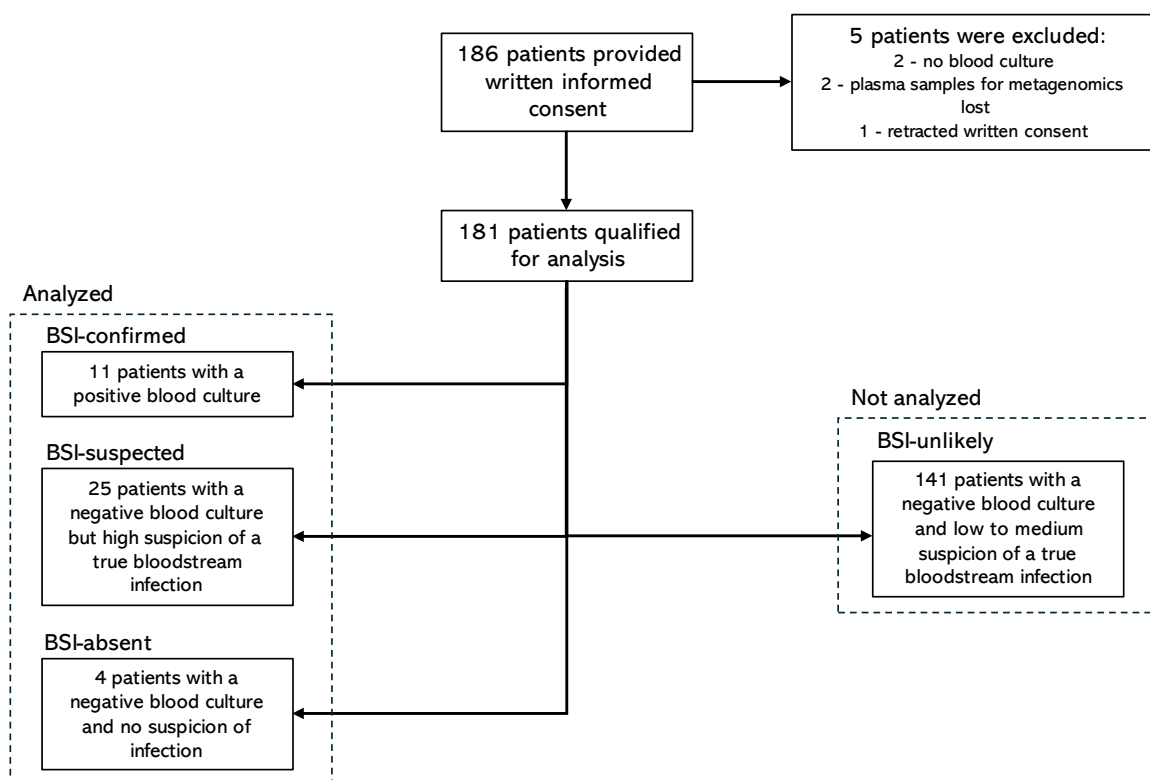 186 patients provided
written informed
consent
5 patients were excluded:
2 - no blood culture
2 - plasma samples for metagenomics
lost
1 - retracted written consent
181 patients qualified
for analysis
Analyzed
BSI-confirmed
11 patients with a
positive blood culture
BSI-suspected
25 patients with a
negative blood culture
but high suspicion of a
true bloodstream
infection
BSI-absent
4 patients with a
negative blood culture
and no suspicion of
infection
Not analyzed
BSI-unlikely
141 patients with a
negative blood culture
and low to medium
suspicion of a true
bloodstream infection